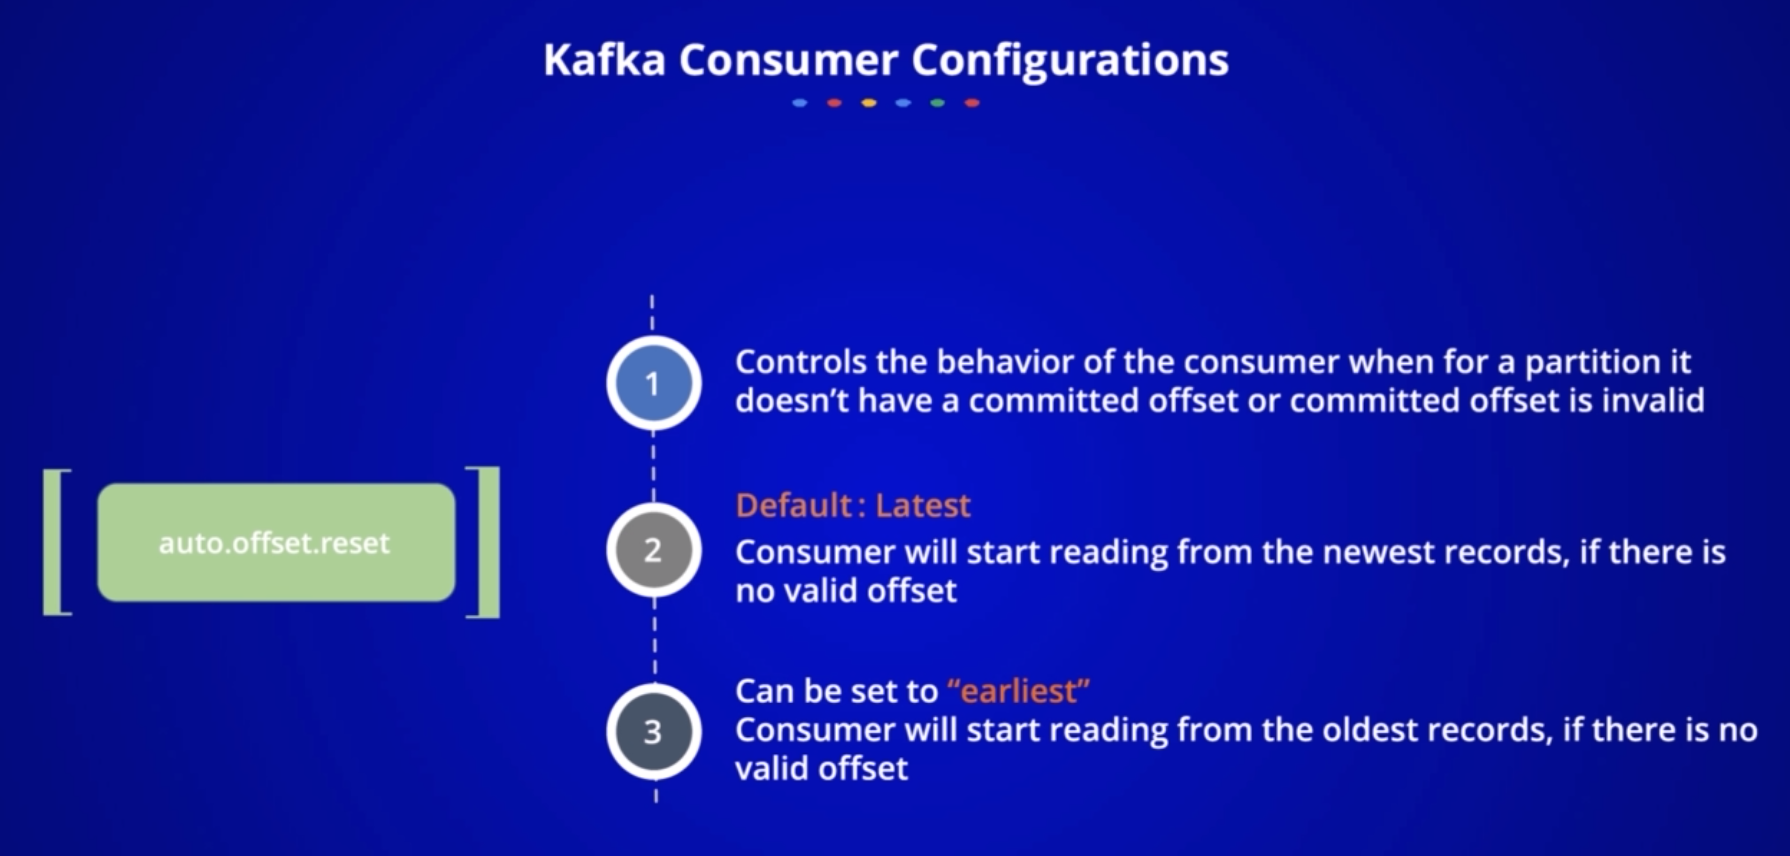 Kafka Consumer Configurations
auto.offset.reset
1
Controls the behavior of the consumer when for a partition it
doesn’t have a committed offset or committed offset is invalid
2
Default : Latest
Consumer will start reading from the newest records, if there is
no valid offset
3
Can be set to “earliest”
Consumer will start reading from the oldest records, if there is no
valid offset